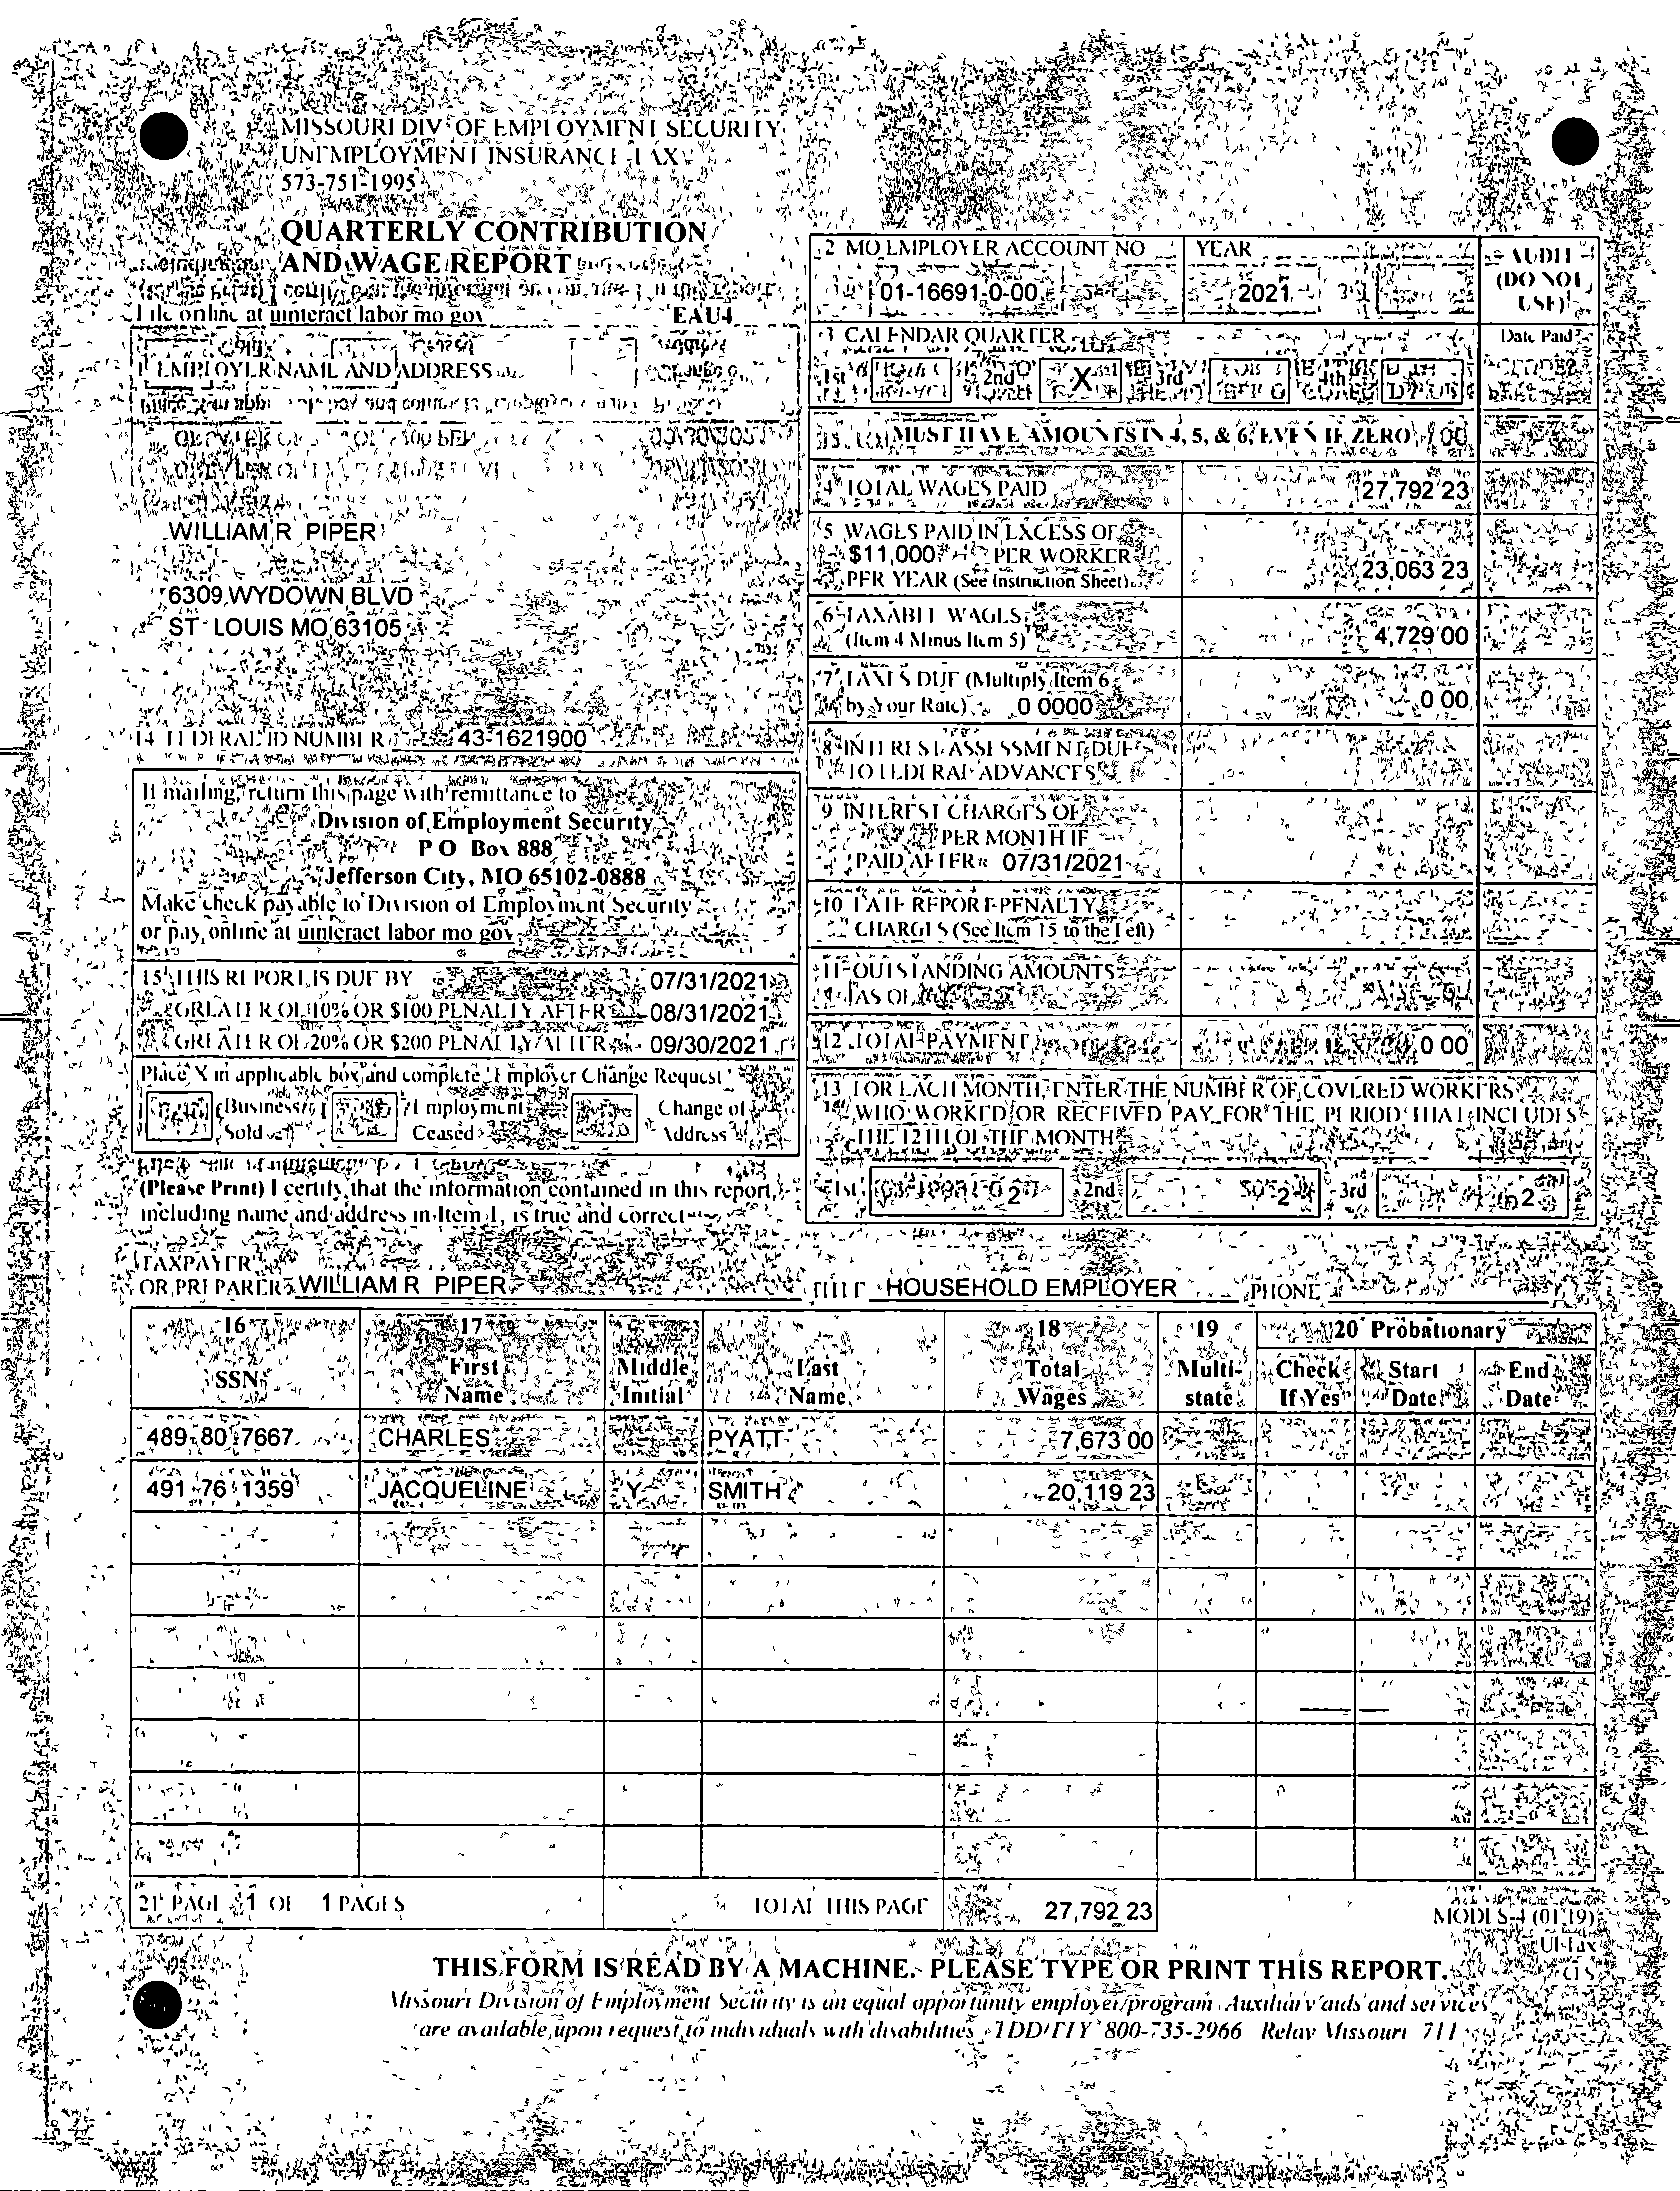 MISSOURI DIV OF EMPLOYMENT SECURITY
UNEMPLOYMENT INSURANCE TAX
573-751-1995
QUARTERLY CONTRIBUTION
AND WAGE REPORT
File online at uinteract labor mo gov
EAU4
1 EMPLOYER NAME AND ADDRESS
WILLIAM R PIPER
6309 WYDOWN BLVD
ST LOUIS MO 63105
14 FEDERAL ID NUMBER 43-1621900
If mailing, return this page with remittance to
Division of Employment Security
P O Box 888
Jefferson City, MO 65102-0888
Make check payable to Division of Employment Security
or pay online at uinteract labor mo gov
15 THIS REPORT IS DUE BY 07/31/2021
GREATER OF 10% OR $100 PENALTY AFTER 08/31/2021
GREATER OF 20% OR $200 PENALTY AFTER 09/30/2021
Place X in applicable box and complete Employer Change Request
Business Sold
Employment Ceased
Change of Address
(Please Print) I certify that the information contained in this report,
including name and address in Item 1, is true and correct
2 MO EMPLOYER ACCOUNT NO
01-16691-0-00
YEAR
2021
AUDIT
(DO NOT
USE)
3 CALENDAR QUARTER
1st 2nd X 3rd 4th
Date Paid
MUST HAVE AMOUNTS IN 4, 5, & 6, EVEN IF ZERO
4 TOTAL WAGES PAID 27,792 23
5 WAGES PAID IN EXCESS OF
$11,000 PER WORKER
PER YEAR (See Instruction Sheet) 23,063 23
6 TAXABLE WAGES
(Item 4 Minus Item 5) 4,729 00
7 TAXES DUE (Multiply Item 6
by Your Rate) 0 0000 0 00
8 INTEREST ASSESSMENT DUE
TO FEDERAL ADVANCES
9 INTEREST CHARGES OF
PER MONTH IF
PAID AFTER 07/31/2021
10 LATE REPORT PENALTY
CHARGES (See Item 15 to the Left)
11 OUTSTANDING AMOUNTS
AS OF
12 TOTAL PAYMENT 0 00
13 FOR EACH MONTH, ENTER THE NUMBER OF COVERED WORKERS
WHO WORKED OR RECEIVED PAY FOR THE PERIOD THAT INCLUDES
THE 12TH OF THE MONTH
1st 2 2nd 2 3rd 2
TAXPAYER
OR PREPARER WILLIAM R PIPER TITLE HOUSEHOLD EMPLOYER PHONE
16 SSN
17 First Name
Middle Initial
Last Name
18 Total Wages
19 Multi-state
20 Probationary
Check If Yes
Start Date
End Date
489 80 7667 CHARLES PYATT 7,673 00
491 76 1359 JACQUELINE Y SMITH 20,119 23
21 PAGE 1 OF 1 PAGES TOTAL THIS PAGE 27,792 23
MODES-4 (01 19)
UI Tax
THIS FORM IS READ BY A MACHINE. PLEASE TYPE OR PRINT THIS REPORT.
Missouri Division of Employment Security is an equal opportunity employer/program Auxiliary aids and services
are available upon request to individuals with disabilities TDD/TTY 800-735-2966 Relay Missouri 711